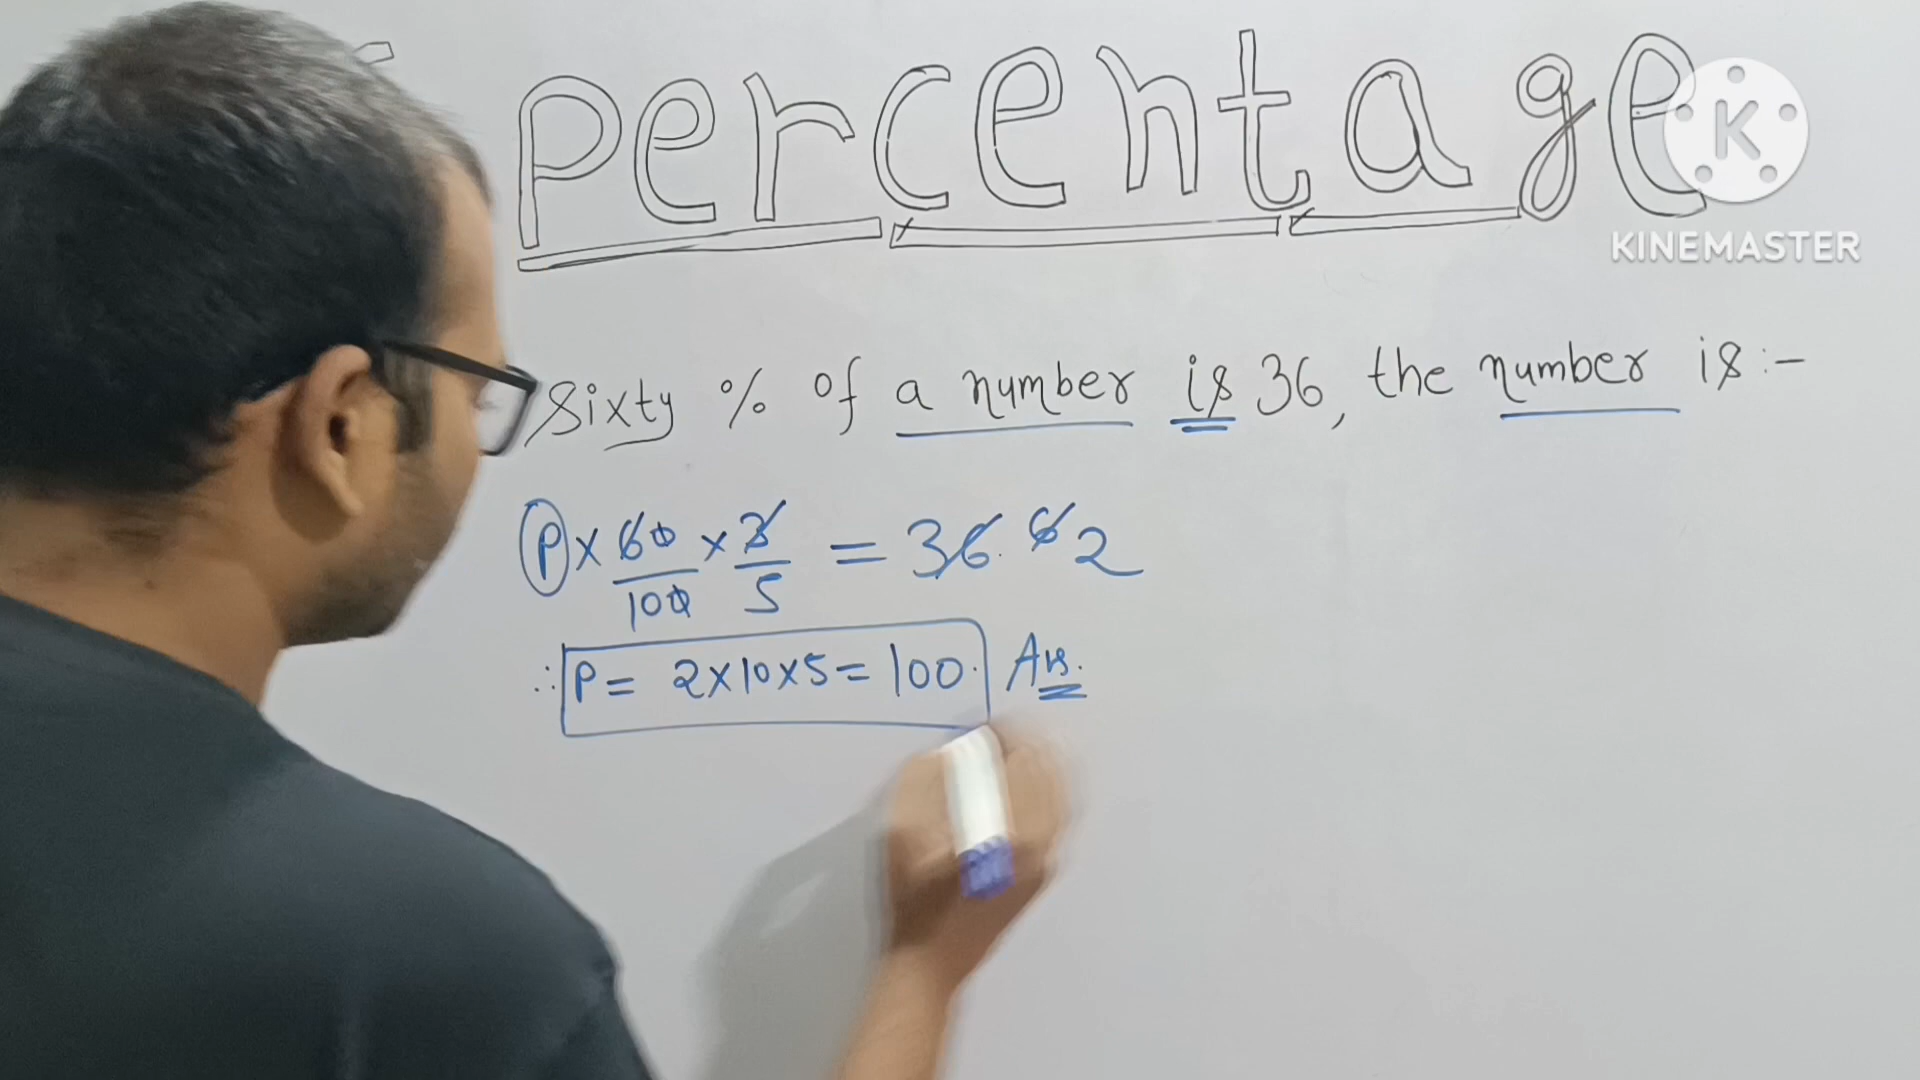 percentage
K
KINEMASTER
Sixty % of a number is 36, the number is :-
P × 60/100 × 3/5 = 36 6 2
∴ P = 2×10×5 = 100. Ans.